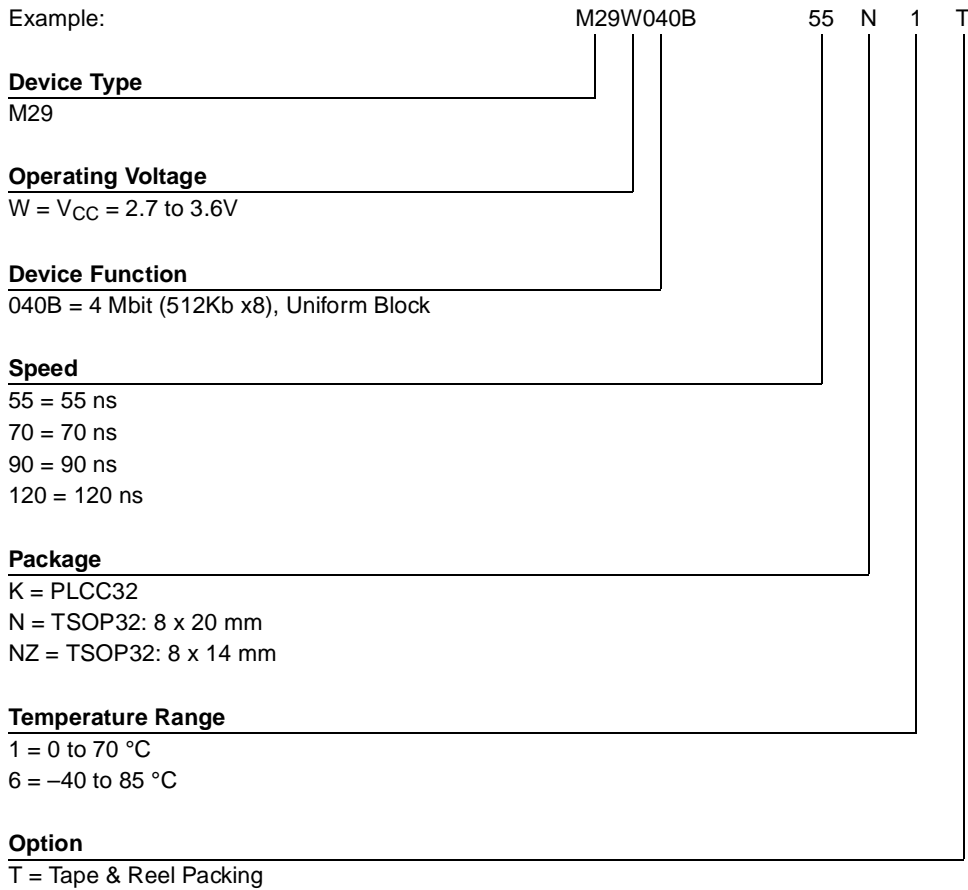 Example: M29W040B 55 N 1 T
Device Type
M29
Operating Voltage
W = VCC = 2.7 to 3.6V
Device Function
040B = 4 Mbit (512Kb x8), Uniform Block
Speed
55 = 55 ns
70 = 70 ns
90 = 90 ns
120 = 120 ns
Package
K = PLCC32
N = TSOP32: 8 x 20 mm
NZ = TSOP32: 8 x 14 mm
Temperature Range
1 = 0 to 70 °C
6 = –40 to 85 °C
Option
T = Tape & Reel Packing